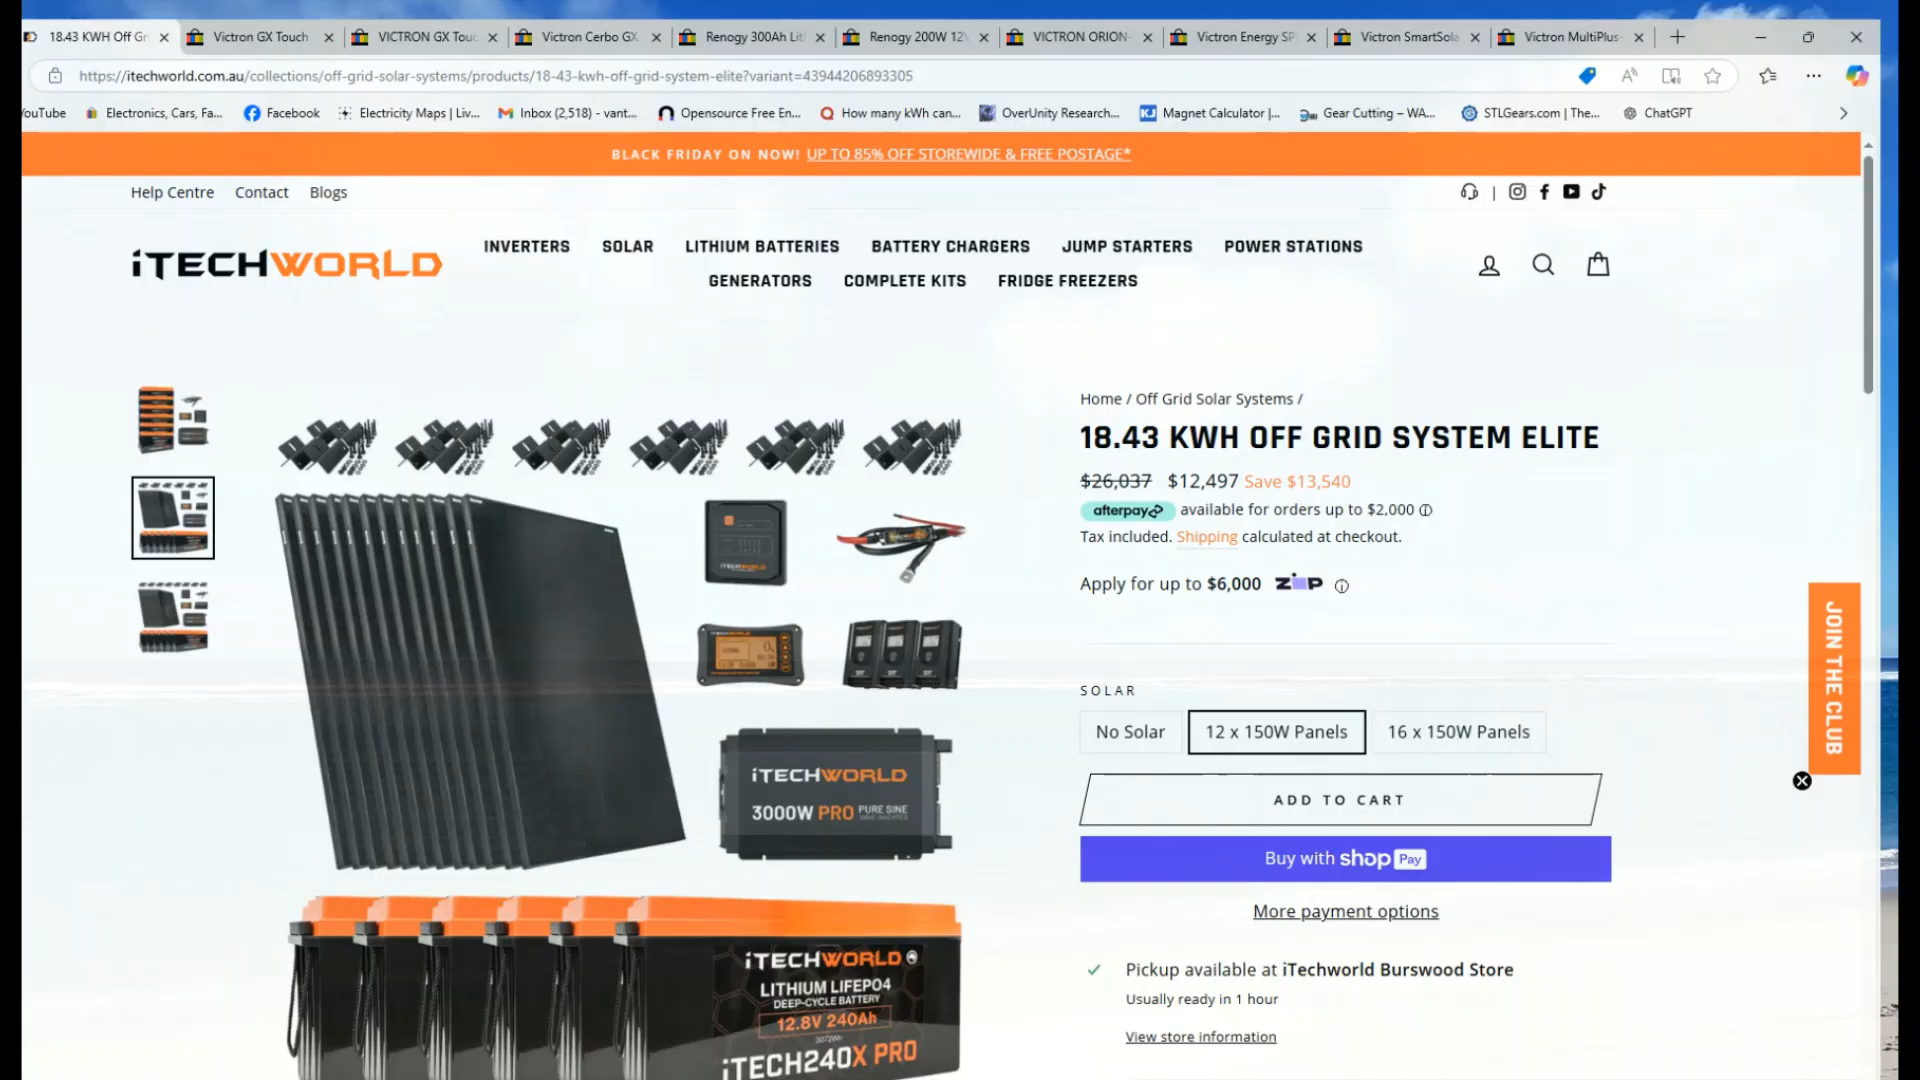 18.43 KWH Off Gri
Victron GX Touch
VICTRON GX Touc
Victron Cerbo GX
Renogy 300Ah Lit
Renogy 200W 12V
VICTRON ORION-
Victron Energy SP
Victron SmartSola
Victron MultiPlus-
https://itechworld.com.au/collections/off-grid-solar-systems/products/18-43-kwh-off-grid-system-elite?variant=43944206893305
YouTube
Electronics, Cars, Fa...
Facebook
Electricity Maps | Liv...
Inbox (2,518) - vant...
Opensource Free En...
How many kWh can...
OverUnity Research...
Magnet Calculator |...
Gear Cutting – WA...
STLGears.com | The...
ChatGPT
BLACK FRIDAY ON NOW! UP TO 85% OFF STOREWIDE & FREE POSTAGE*
Help Centre Contact Blogs
iTECHWORLD
INVERTERS SOLAR LITHIUM BATTERIES BATTERY CHARGERS JUMP STARTERS POWER STATIONS
GENERATORS COMPLETE KITS FRIDGE FREEZERS
Home / Off Grid Solar Systems /
18.43 KWH OFF GRID SYSTEM ELITE
$26,037 $12,497 Save $13,540
afterpay available for orders up to $2,000
Tax included. Shipping calculated at checkout.
Apply for up to $6,000 ZIP
SOLAR
No Solar 12 x 150W Panels 16 x 150W Panels
ADD TO CART
Buy with shop Pay
More payment options
Pickup available at iTechworld Burswood Store
Usually ready in 1 hour
View store information
JOIN THE CLUB
iTECHWORLD
iTECHWORLD
iTECHWORLD
3000W PRO PURE SINE
WAVE INVERTER
iTECHWORLD
LITHIUM LIFEPO4
DEEP-CYCLE BATTERY
12.8V 240Ah
3072Wh
iTECH240X PRO